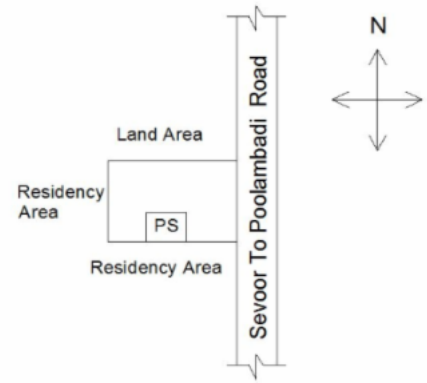 N
Land Area
Residency
Area
PS
Residency Area
Sevoor To Poolambadi Road